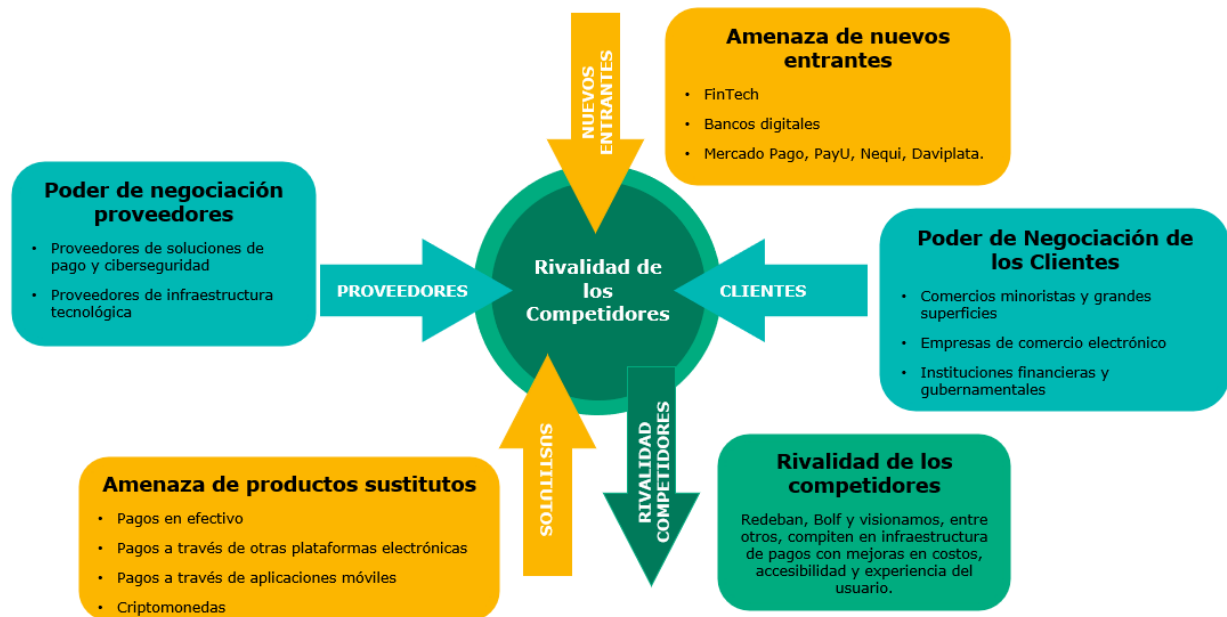 Amenaza de nuevos
entrantes
• FinTech
• Bancos digitales
• Mercado Pago, PayU, Nequi, Daviplata.
NUEVOS
ENTRANTES
Poder de negociación
proveedores
• Proveedores de soluciones de
pago y ciberseguridad
• Proveedores de infraestructura
tecnológica
PROVEEDORES
Rivalidad de
los
Competidores
CLIENTES
Poder de Negociación de
los Clientes
• Comercios minoristas y grandes
superficies
• Empresas de comercio electrónico
• Instituciones financieras y
gubernamentales
SUSTITUTOS
RIVALIDAD
COMPETIDORES
Amenaza de productos sustitutos
• Pagos en efectivo
• Pagos a través de otras plataformas electrónicas
• Pagos a través de aplicaciones móviles
• Criptomonedas
Rivalidad de los
competidores
Redeban, Bolf y visionamos, entre
otros, compiten en infraestructura
de pagos con mejoras en costos,
accesibilidad y experiencia del
usuario.